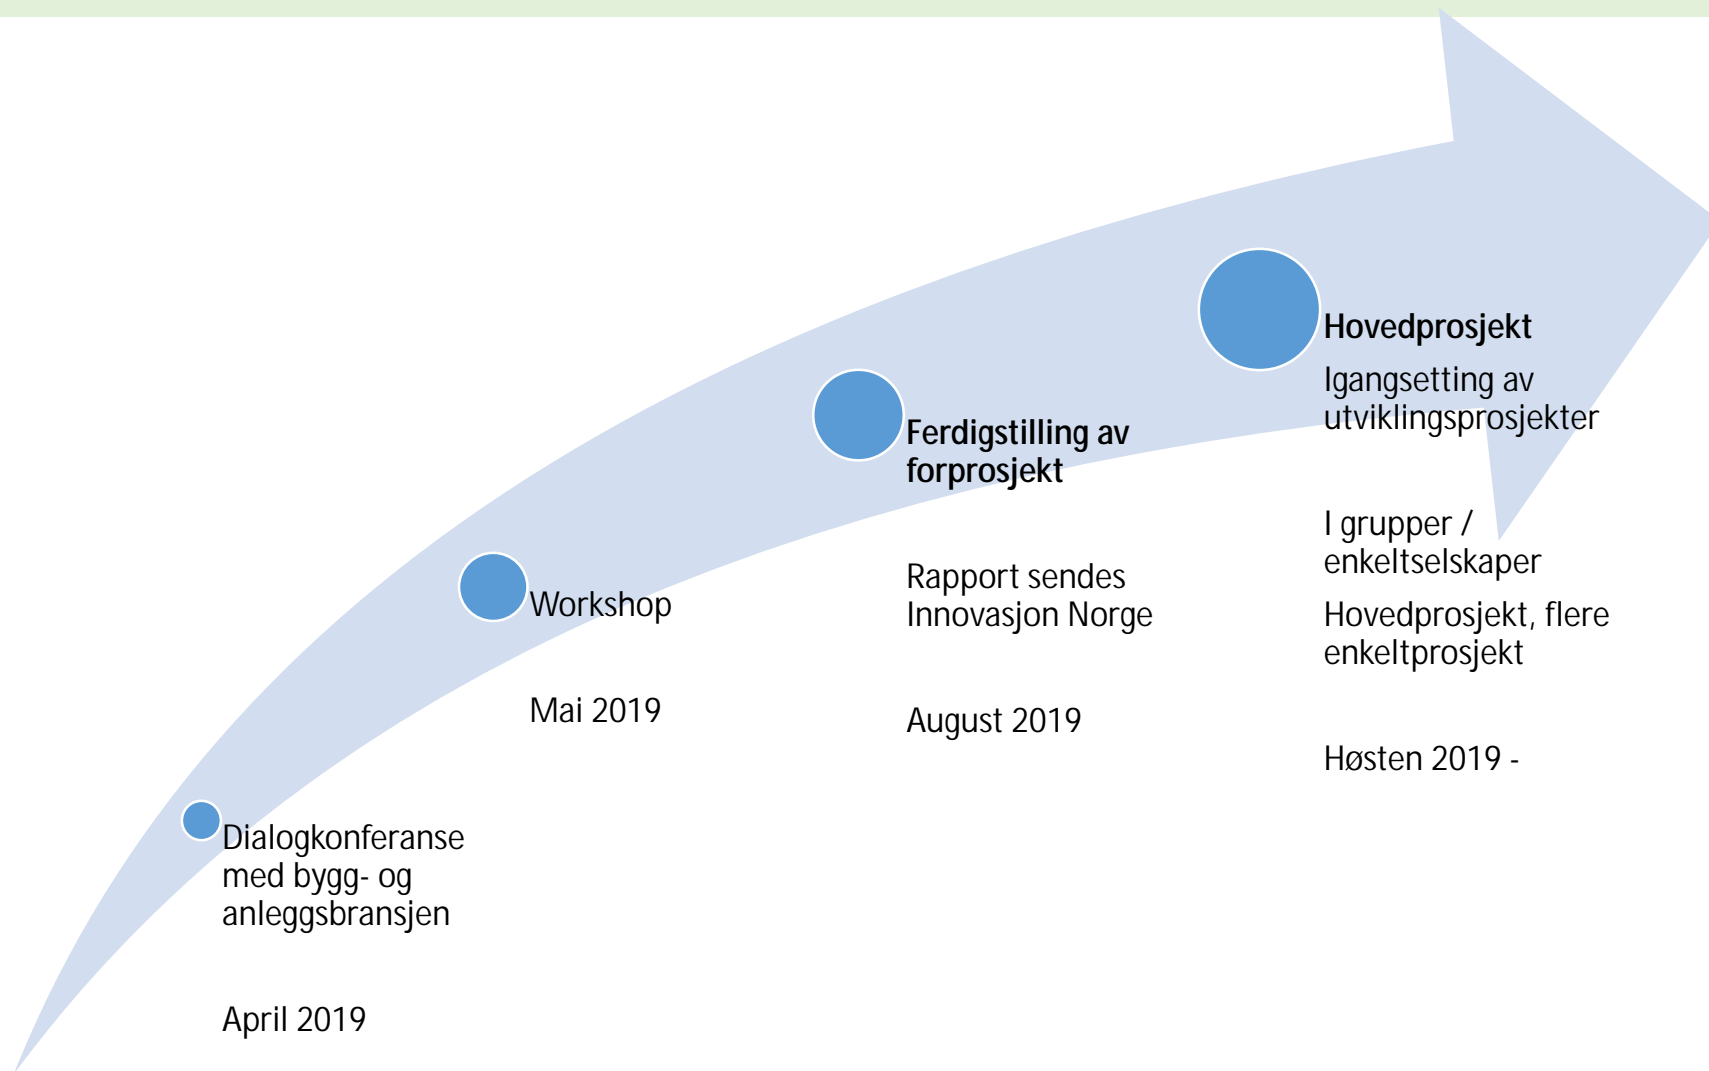 Dialogkonferanse
med bygg- og
anleggsbransjen
April 2019
Workshop
Mai 2019
Ferdigstilling av
forprosjekt
Rapport sendes
Innovasjon Norge
August 2019
Hovedprosjekt
Igangsetting av
utviklingsprosjekter
I grupper /
enkeltselskaper
Hovedprosjekt, flere
enkeltprosjekt
Høsten 2019 -